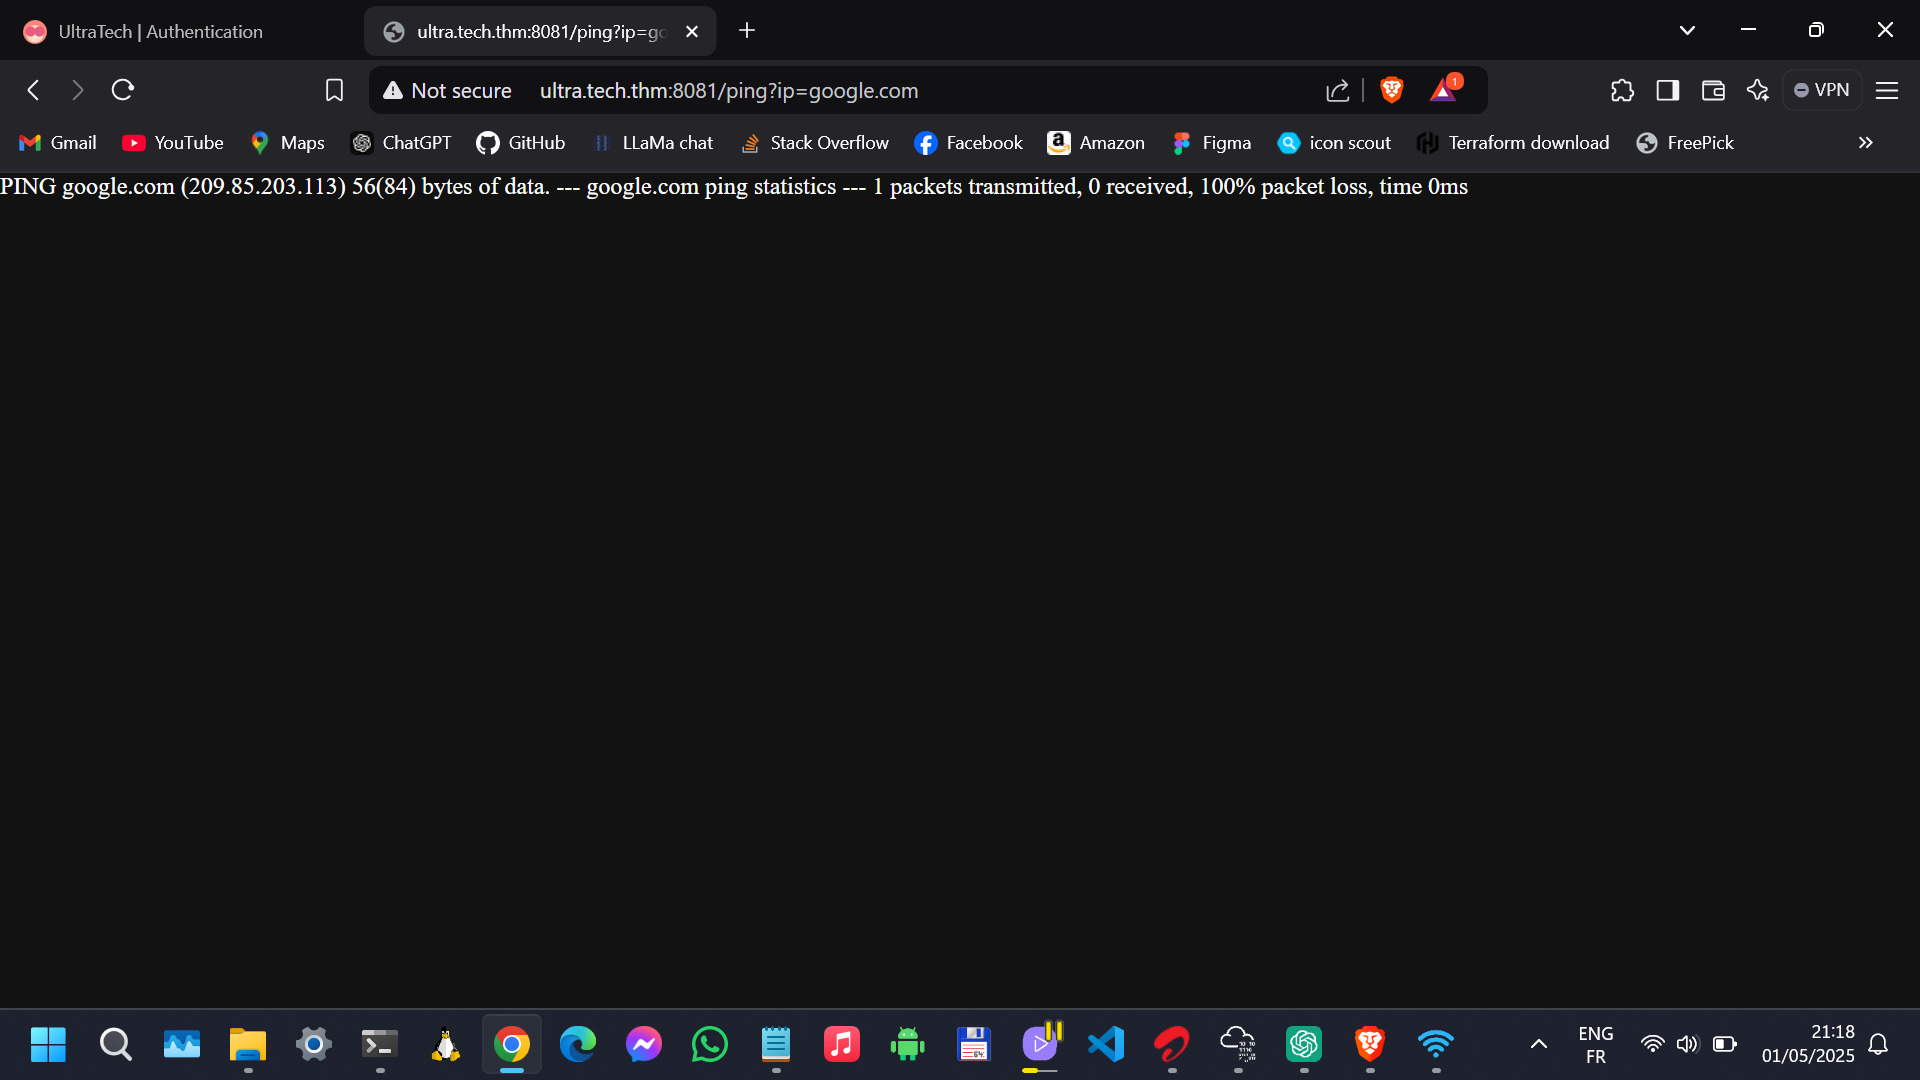 UltraTech | Authentication
ultra.tech.thm:8081/ping?ip=go
Not secure
ultra.tech.thm:8081/ping?ip=google.com
1
VPN
Gmail
YouTube
Maps
ChatGPT
GitHub
LLaMa chat
Stack Overflow
Facebook
Amazon
Figma
icon scout
Terraform download
FreePick
PING google.com (209.85.203.113) 56(84) bytes of data. --- google.com ping statistics --- 1 packets transmitted, 0 received, 100% packet loss, time 0ms
ENG
FR
21:18
01/05/2025